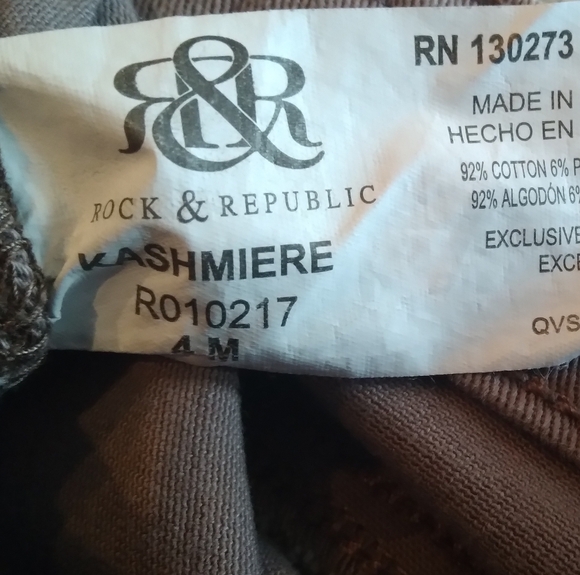 R&R
ROCK & REPUBLIC
KASHMIERE
R010217
4 M
RN 130273
MADE IN
HECHO EN
92% COTTON 6% P
92% ALGODÓN 6%
EXCLUSIVE
EXCE
QVS